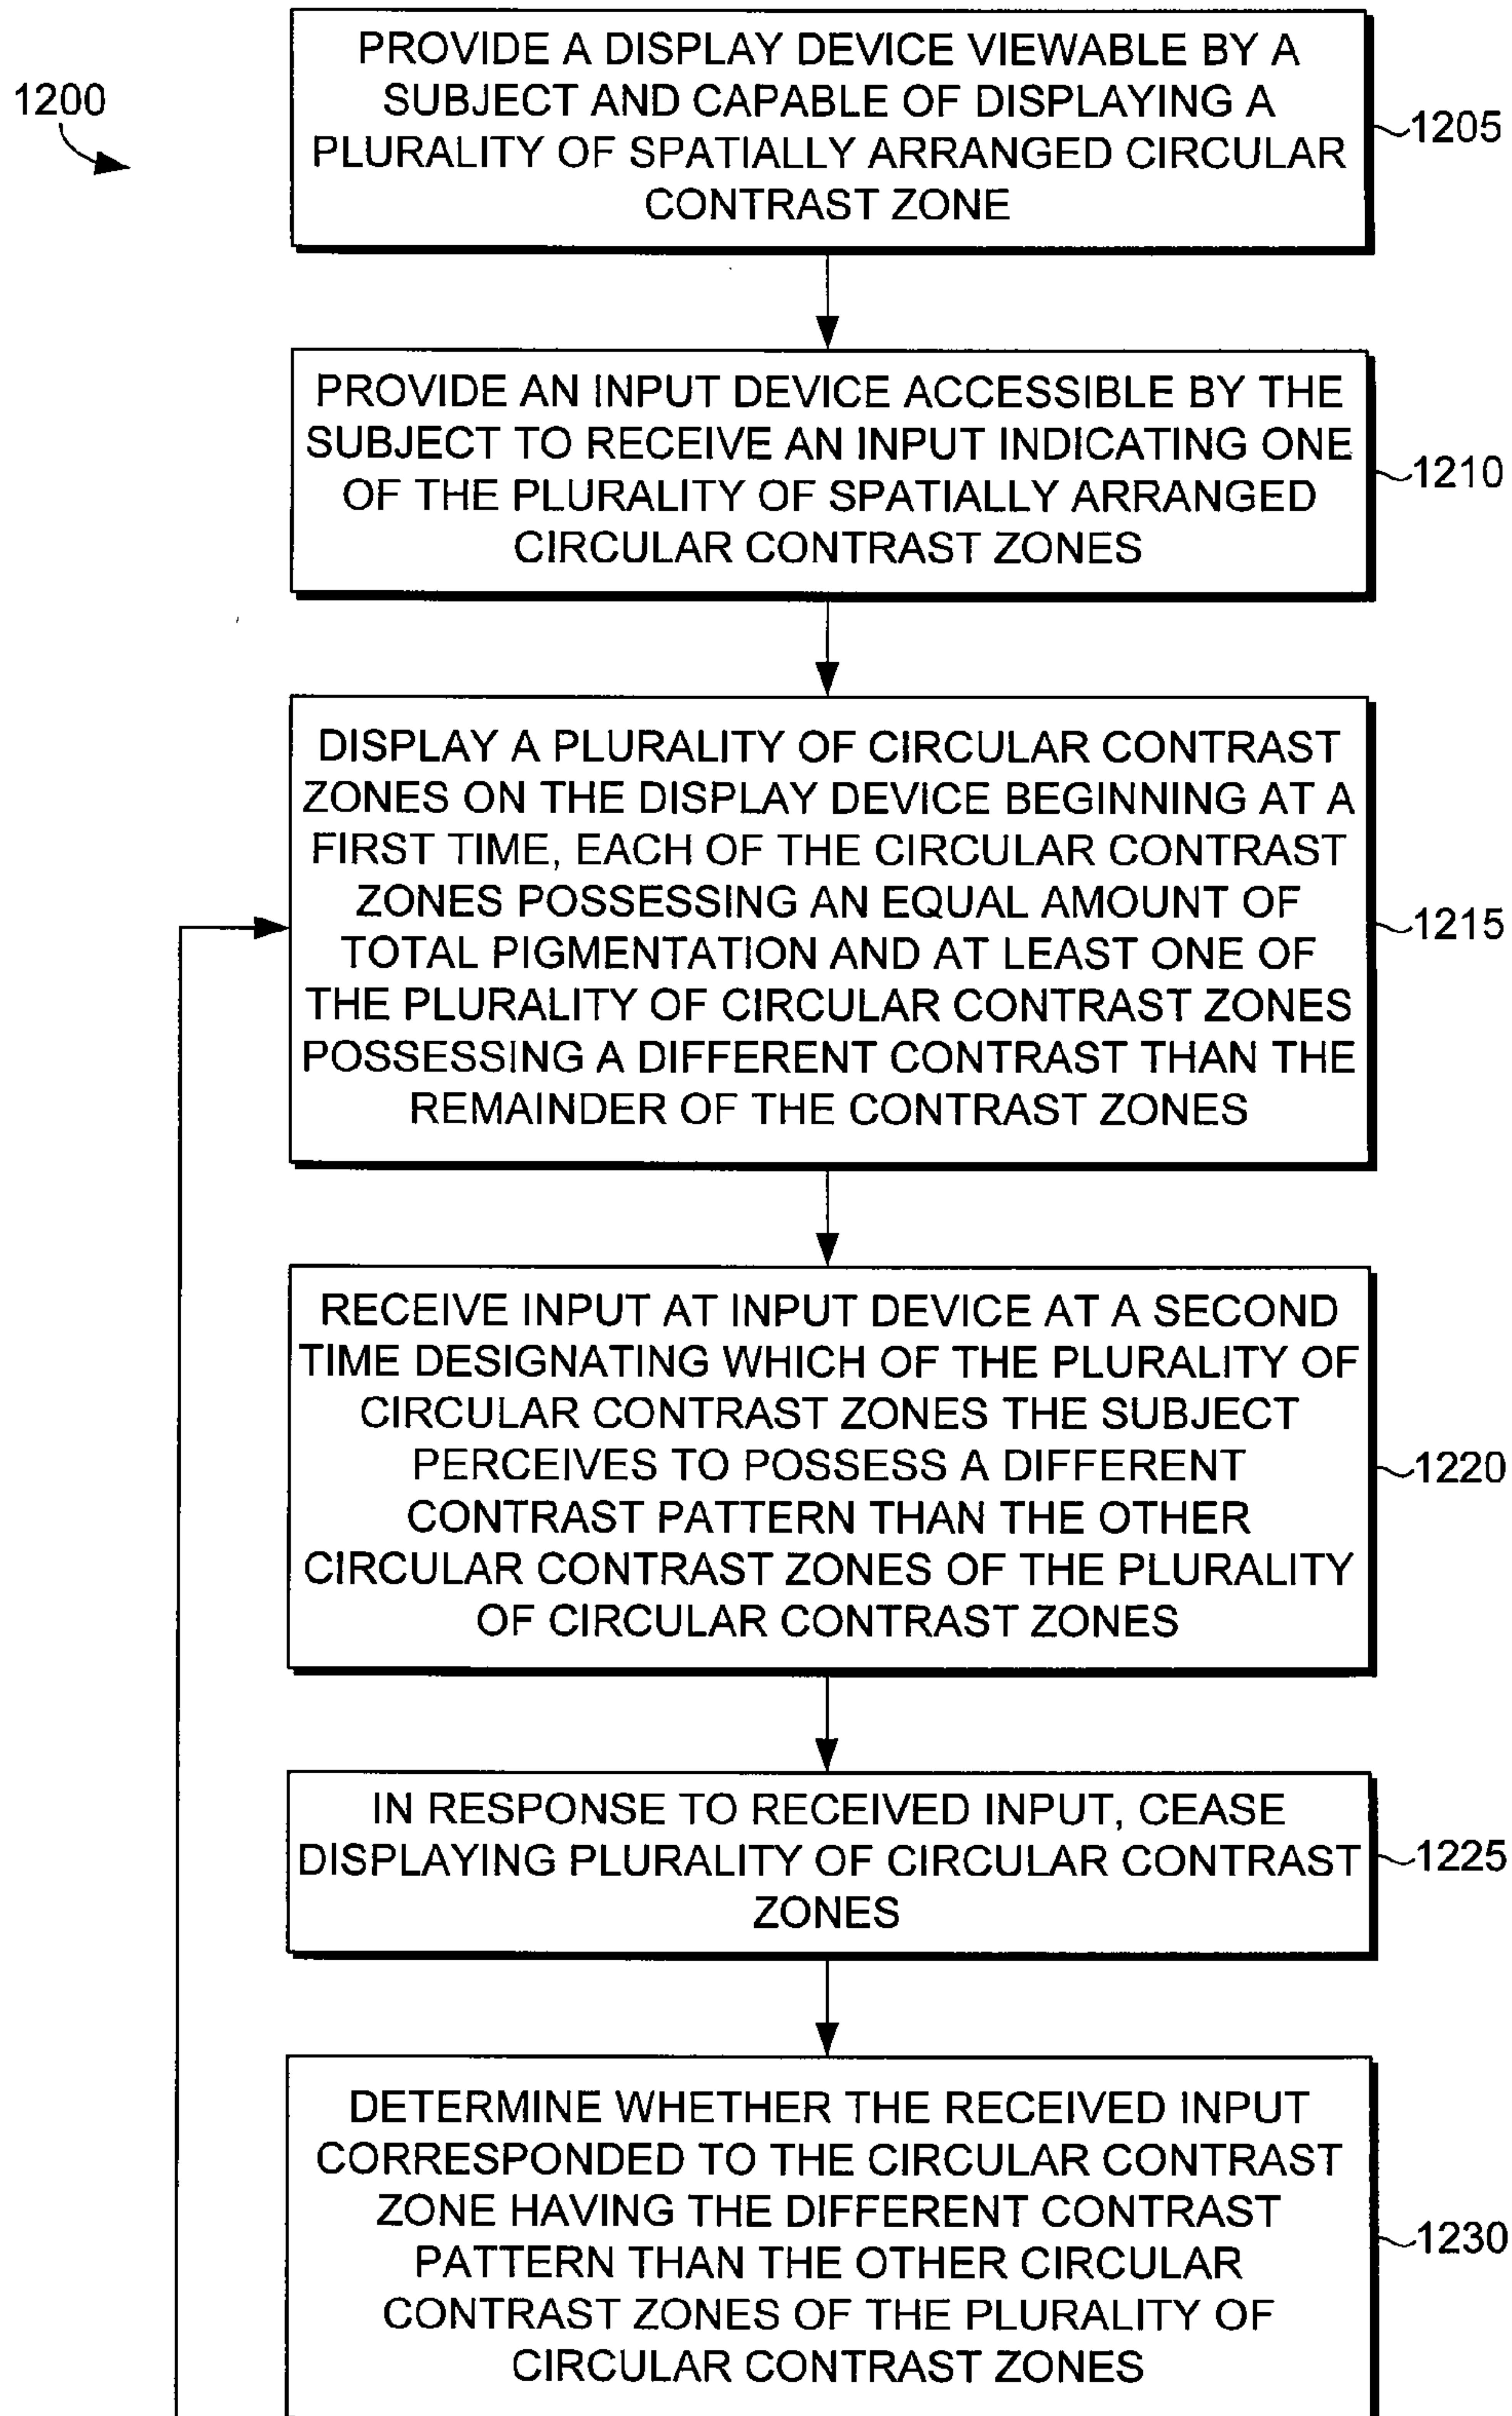 1200
PROVIDE A DISPLAY DEVICE VIEWABLE BY A
SUBJECT AND CAPABLE OF DISPLAYING A
PLURALITY OF SPATIALLY ARRANGED CIRCULAR
CONTRAST ZONE
1205
PROVIDE AN INPUT DEVICE ACCESSIBLE BY THE
SUBJECT TO RECEIVE AN INPUT INDICATING ONE
OF THE PLURALITY OF SPATIALLY ARRANGED
CIRCULAR CONTRAST ZONES
1210
DISPLAY A PLURALITY OF CIRCULAR CONTRAST
ZONES ON THE DISPLAY DEVICE BEGINNING AT A
FIRST TIME, EACH OF THE CIRCULAR CONTRAST
ZONES POSSESSING AN EQUAL AMOUNT OF
TOTAL PIGMENTATION AND AT LEAST ONE OF
THE PLURALITY OF CIRCULAR CONTRAST ZONES
POSSESSING A DIFFERENT CONTRAST THAN THE
REMAINDER OF THE CONTRAST ZONES
1215
RECEIVE INPUT AT INPUT DEVICE AT A SECOND
TIME DESIGNATING WHICH OF THE PLURALITY OF
CIRCULAR CONTRAST ZONES THE SUBJECT
PERCEIVES TO POSSESS A DIFFERENT
CONTRAST PATTERN THAN THE OTHER
CIRCULAR CONTRAST ZONES OF THE PLURALITY
OF CIRCULAR CONTRAST ZONES
1220
IN RESPONSE TO RECEIVED INPUT, CEASE
DISPLAYING PLURALITY OF CIRCULAR CONTRAST
ZONES
1225
DETERMINE WHETHER THE RECEIVED INPUT
CORRESPONDED TO THE CIRCULAR CONTRAST
ZONE HAVING THE DIFFERENT CONTRAST
PATTERN THAN THE OTHER CIRCULAR
CONTRAST ZONES OF THE PLURALITY OF
CIRCULAR CONTRAST ZONES
1230